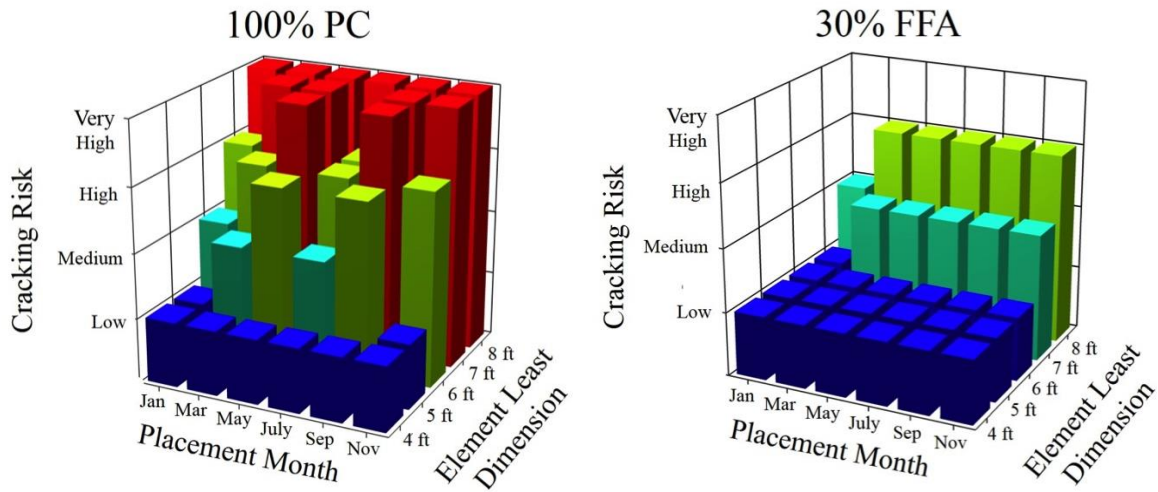 100% PC
Very
High
High
Medium
Low
Cracking Risk
Jan
Mar
May
July
Sep
Nov
Placement Month
4 ft
5 ft
6 ft
7 ft
8 ft
Element Least
Dimension
30% FFA
Very
High
High
Medium
Low
Cracking Risk
Jan
Mar
May
July
Sep
Nov
Placement Month
4 ft
5 ft
6 ft
7 ft
8 ft
Element Least
Dimension